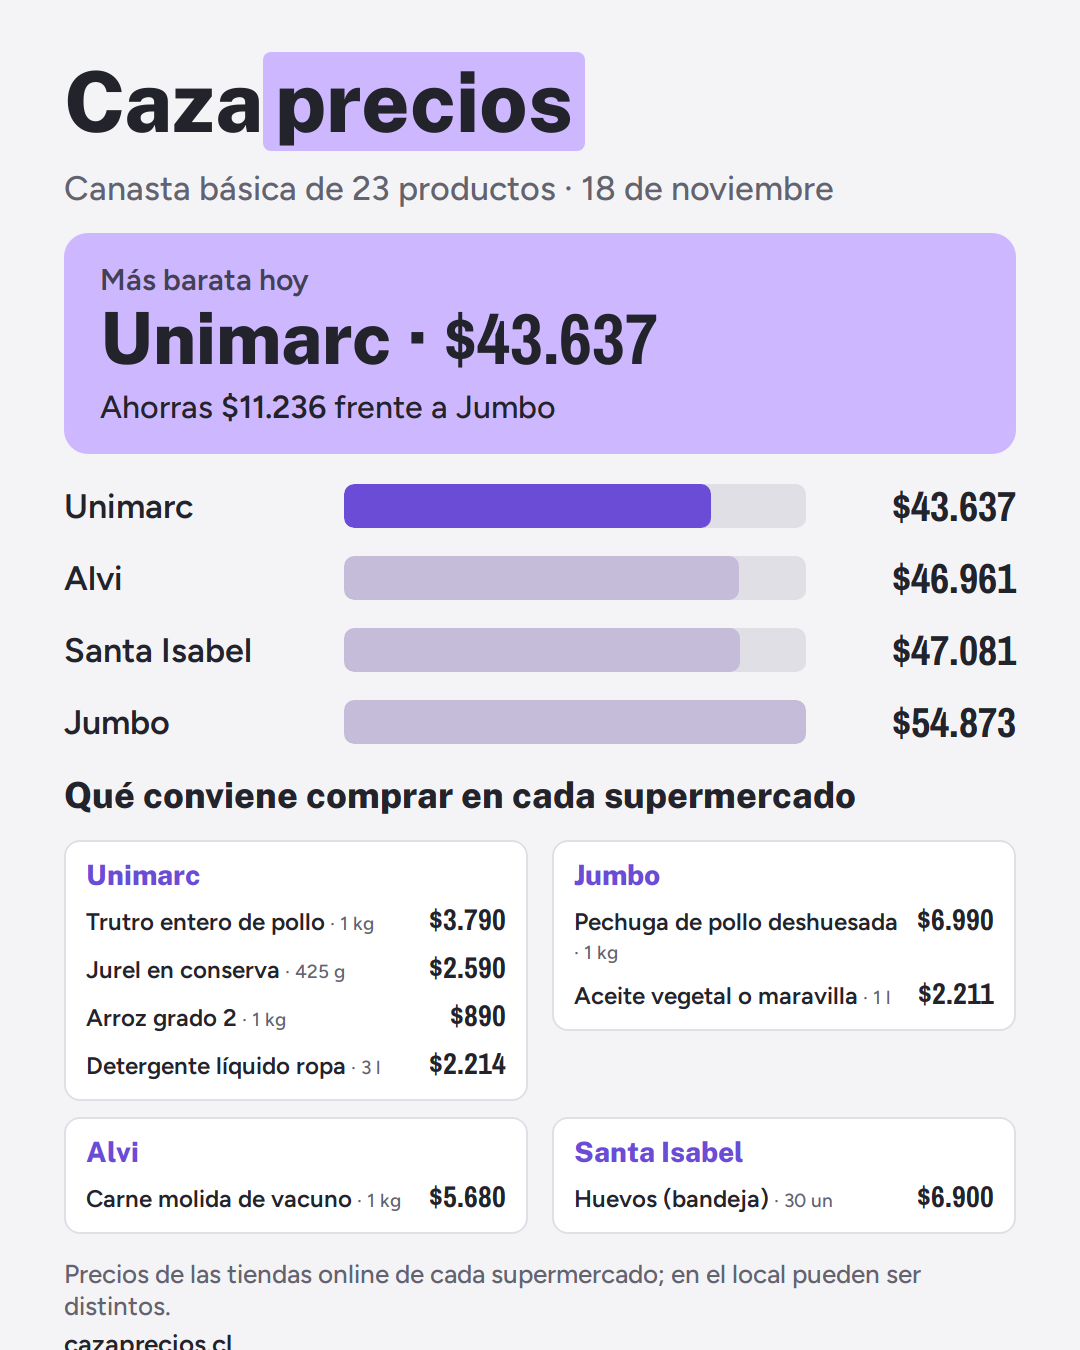 Cazaprecios
Canasta básica de 23 productos · 18 de noviembre
Más barata hoy
Unimarc · $43.637
Ahorras $11.236 frente a Jumbo
Unimarc $43.637
Alvi $46.961
Santa Isabel $47.081
Jumbo $54.873
Qué conviene comprar en cada supermercado
Unimarc
Trutro entero de pollo · 1 kg $3.790
Jurel en conserva · 425 g $2.590
Arroz grado 2 · 1 kg $890
Detergente líquido ropa · 3 l $2.214
Jumbo
Pechuga de pollo deshuesada $6.990
· 1 kg
Aceite vegetal o maravilla · 1 l $2.211
Alvi
Carne molida de vacuno · 1 kg $5.680
Santa Isabel
Huevos (bandeja) · 30 un $6.900
Precios de las tiendas online de cada supermercado; en el local pueden ser
distintos.
cazaprecios.cl